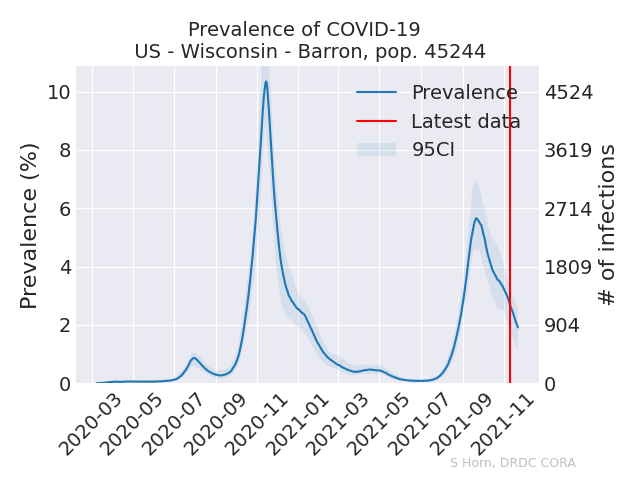 Prevalence of COVID-19
US - Wisconsin - Barron, pop. 45244
Prevalence (%)
10
8
6
4
2
0
Prevalence
Latest data
95CI
4524
3619
2714
1809
904
0
# of infections
2020-03
2020-05
2020-07
2020-09
2020-11
2021-01
2021-03
2021-05
2021-07
2021-09
2021-11
S Horn, DRDC CORA